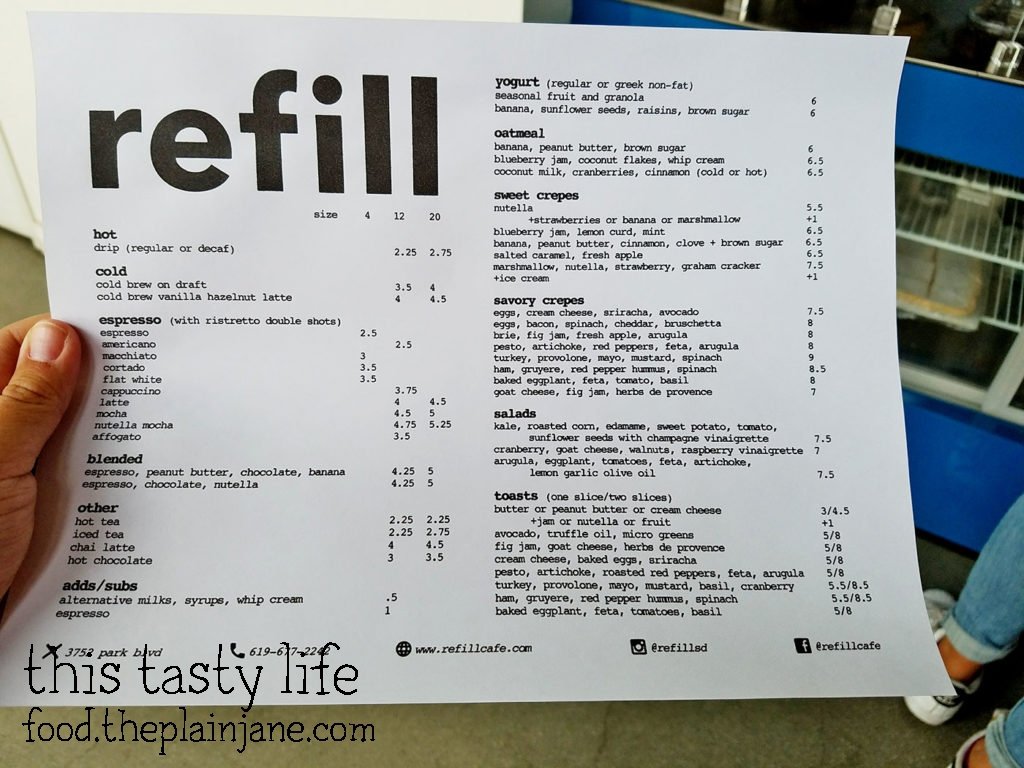 refill
size 4 12 20
hot
drip (regular or decaf) 2.25 2.75
cold
cold brew on draft 3.5 4
cold brew vanilla hazelnut latte 4 4.5
espresso (with ristretto double shots)
espresso 2.5
americano 2.5
macchiato 3
cortado 3.5
flat white 3.5
cappuccino 3.75
latte 4 4.5
mocha 4.5 5
nutella mocha 4.75 5.25
affogato 3.5
blended
espresso, peanut butter, chocolate, banana 4.25 5
espresso, chocolate, nutella 4.25 5
other
hot tea 2.25 2.25
iced tea 2.25 2.75
chai latte 4 4.5
hot chocolate 3 3.5
adds/subs
alternative milks, syrups, whip cream .5
espresso 1
yogurt (regular or greek non-fat)
seasonal fruit and granola 6
banana, sunflower seeds, raisins, brown sugar 6
oatmeal
banana, peanut butter, brown sugar 6
blueberry jam, coconut flakes, whip cream 6.5
coconut milk, cranberries, cinnamon (cold or hot) 6.5
sweet crepes
nutella 5.5
+strawberries or banana or marshmallow +1
blueberry jam, lemon curd, mint 6.5
banana, peanut butter, cinnamon, clove + brown sugar 6.5
salted caramel, fresh apple 6.5
marshmallow, nutella, strawberry, graham cracker 7.5
+ice cream +1
savory crepes
eggs, cream cheese, sriracha, avocado 7.5
eggs, bacon, spinach, cheddar, bruschetta 8
brie, fig jam, fresh apple, arugula 8
pesto, artichoke, red peppers, feta, arugula 8
turkey, provolone, mayo, mustard, spinach 9
ham, gruyere, red pepper hummus, spinach 8.5
baked eggplant, feta, tomato, basil 8
goat cheese, fig jam, herbs de provence 7
salads
kale, roasted corn, edamame, sweet potato, tomato,
sunflower seeds with champagne vinaigrette 7.5
cranberry, goat cheese, walnuts, raspberry vinaigrette 7
arugula, eggplant, tomatoes, feta, artichoke,
lemon garlic olive oil 7.5
toasts (one slice/two slices)
butter or peanut butter or cream cheese 3/4.5
+jam or nutella or fruit +1
avocado, truffle oil, micro greens 5/8
fig jam, goat cheese, herbs de provence 5/8
cream cheese, eggs, sriracha 5/8
pesto, artichoke, roasted red peppers, feta, arugula 5/8
turkey, provolone, mayo, mustard, basil, cranberry 5.5/8.5
ham, gruyere, red pepper hummus, spinach 5.5/8.5
baked eggplant, feta, tomatoes, basil 5/8
3752 park blvd 619-677-2242 www.refillcafe.com @refillsd @refillcafe
this tasty life
food.theplainjane.com